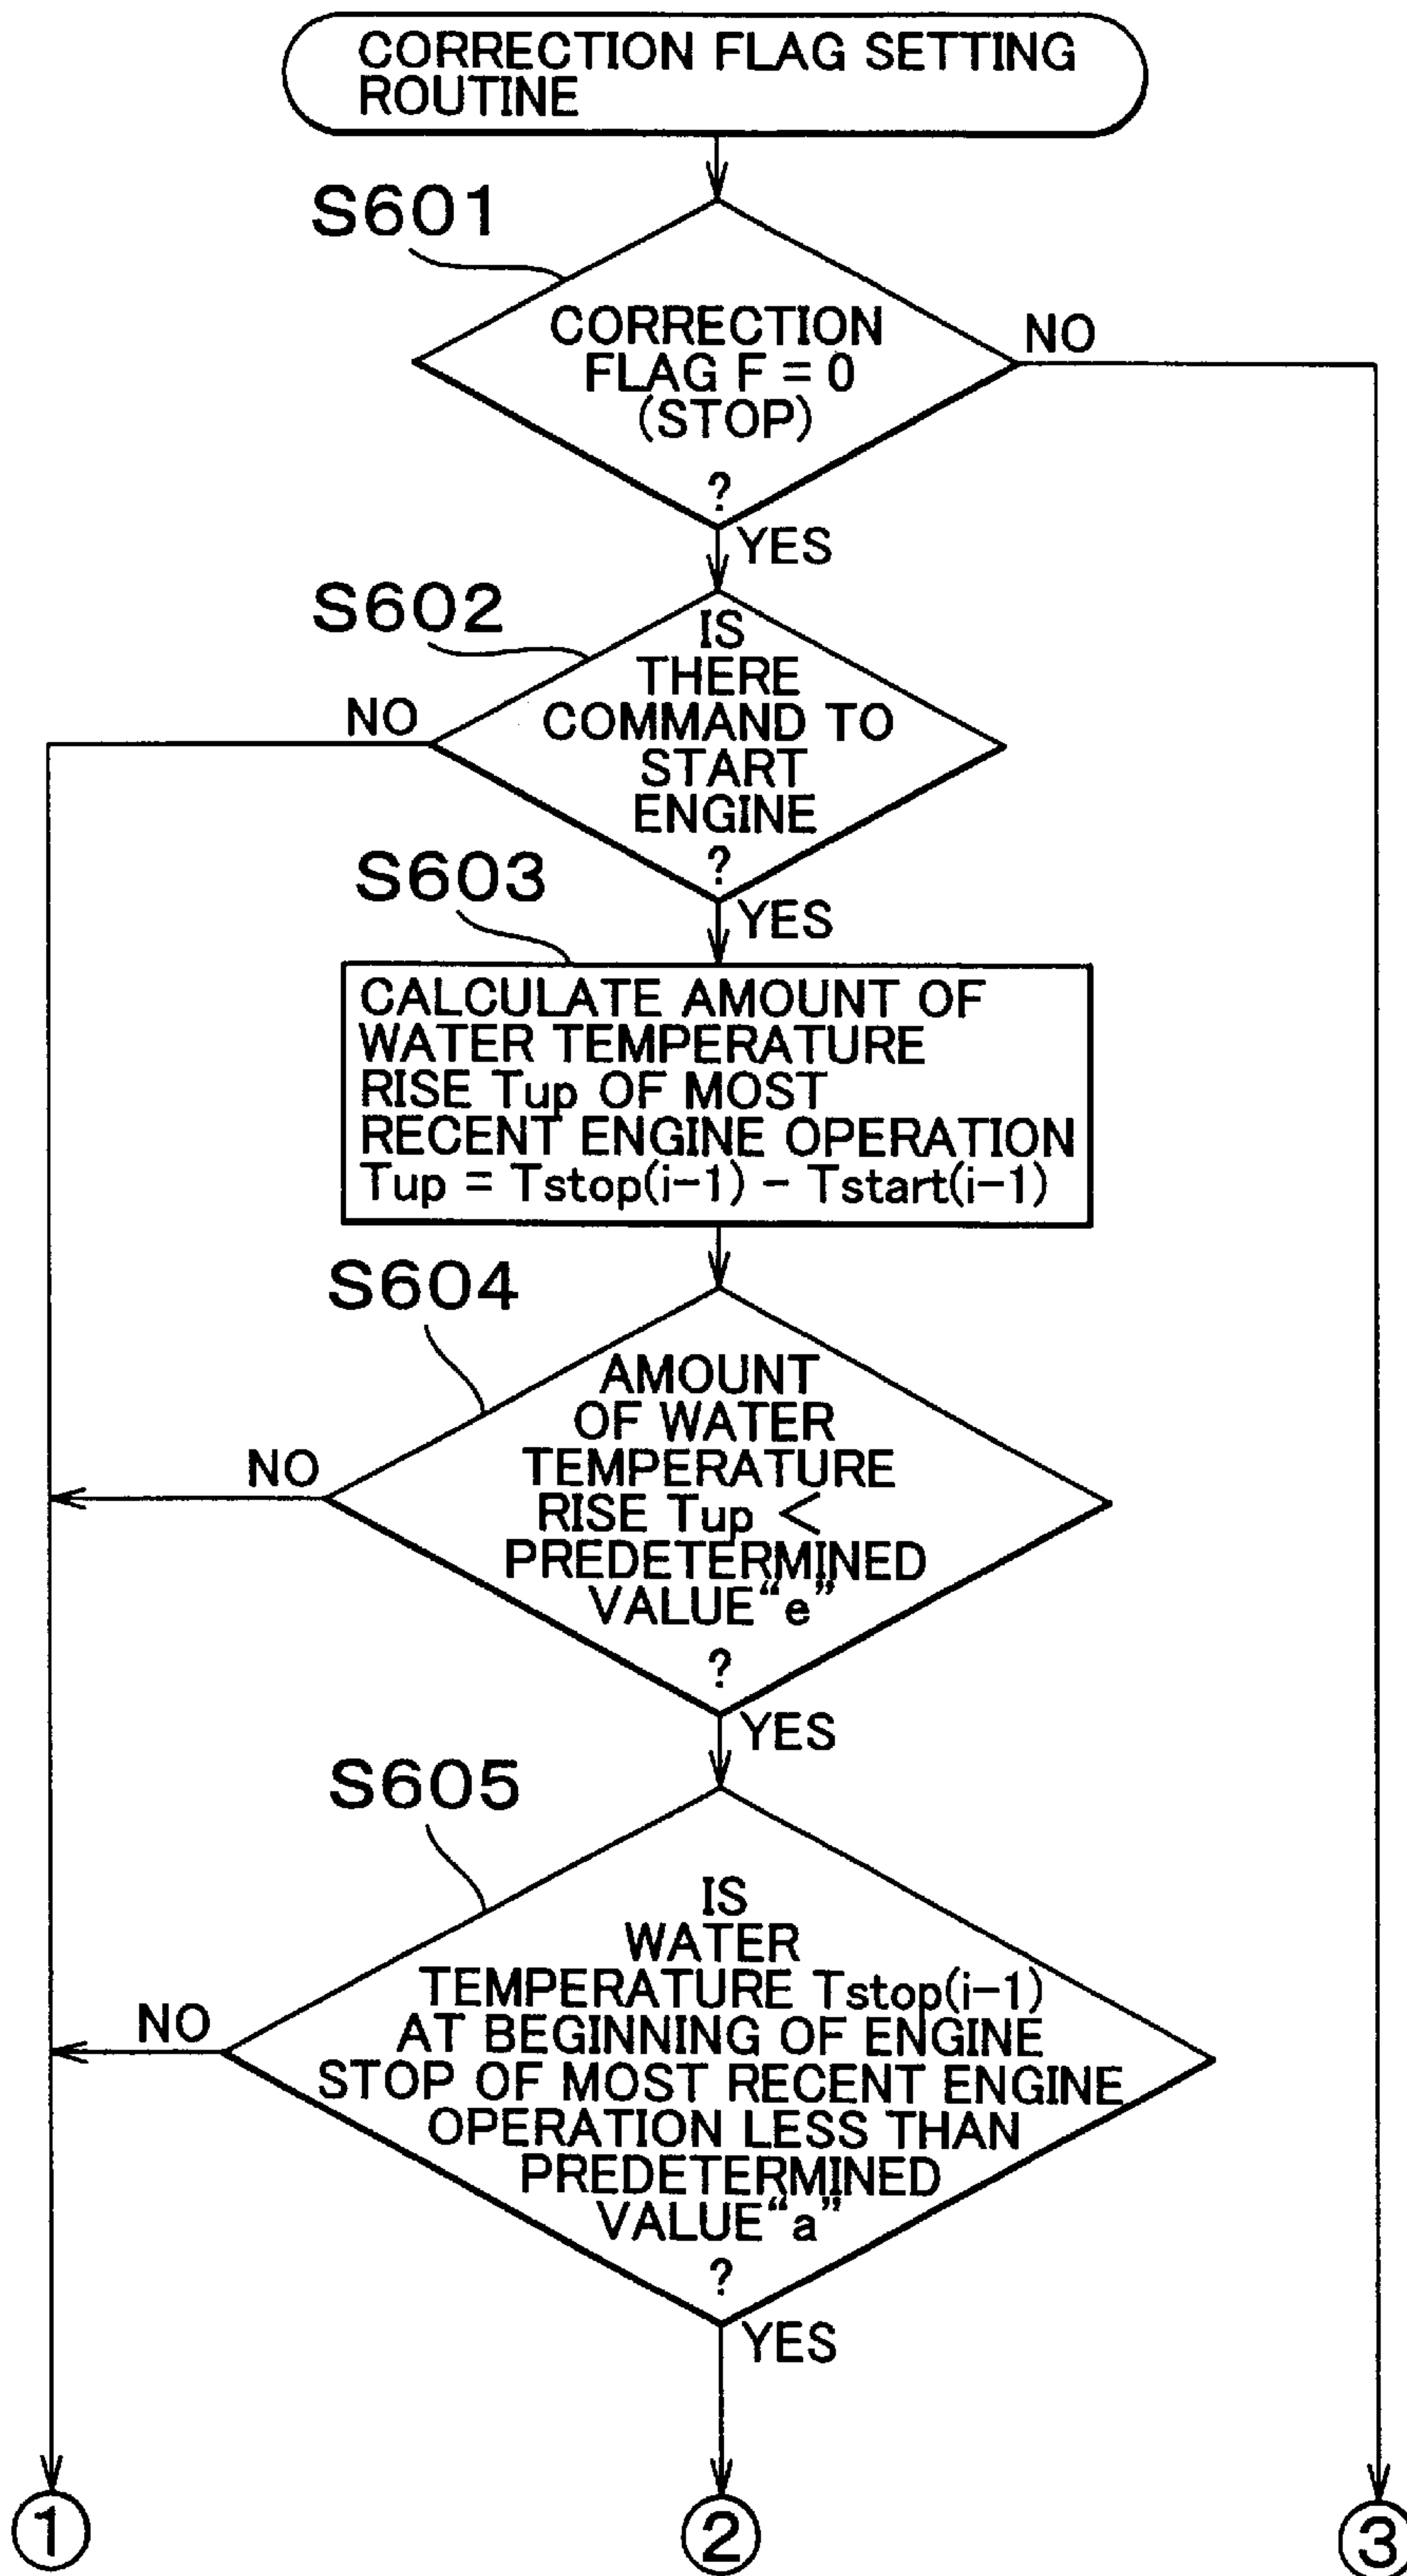 CORRECTION FLAG SETTING
ROUTINE
S601
CORRECTION
FLAG F = 0
(STOP)
?
NO
YES
S602
IS
THERE
COMMAND TO
START
ENGINE
?
NO
YES
S603
CALCULATE AMOUNT OF
WATER TEMPERATURE
RISE Tup OF MOST
RECENT ENGINE OPERATION
Tup = Tstop(i-1) - Tstart(i-1)
S604
AMOUNT
OF WATER
TEMPERATURE
RISE Tup <
PREDETERMINED
VALUE“e”
?
NO
YES
S605
IS
WATER
TEMPERATURE Tstop(i-1)
AT BEGINNING OF ENGINE
STOP OF MOST RECENT ENGINE
OPERATION LESS THAN
PREDETERMINED
VALUE“a”
?
NO
YES
1
2
3